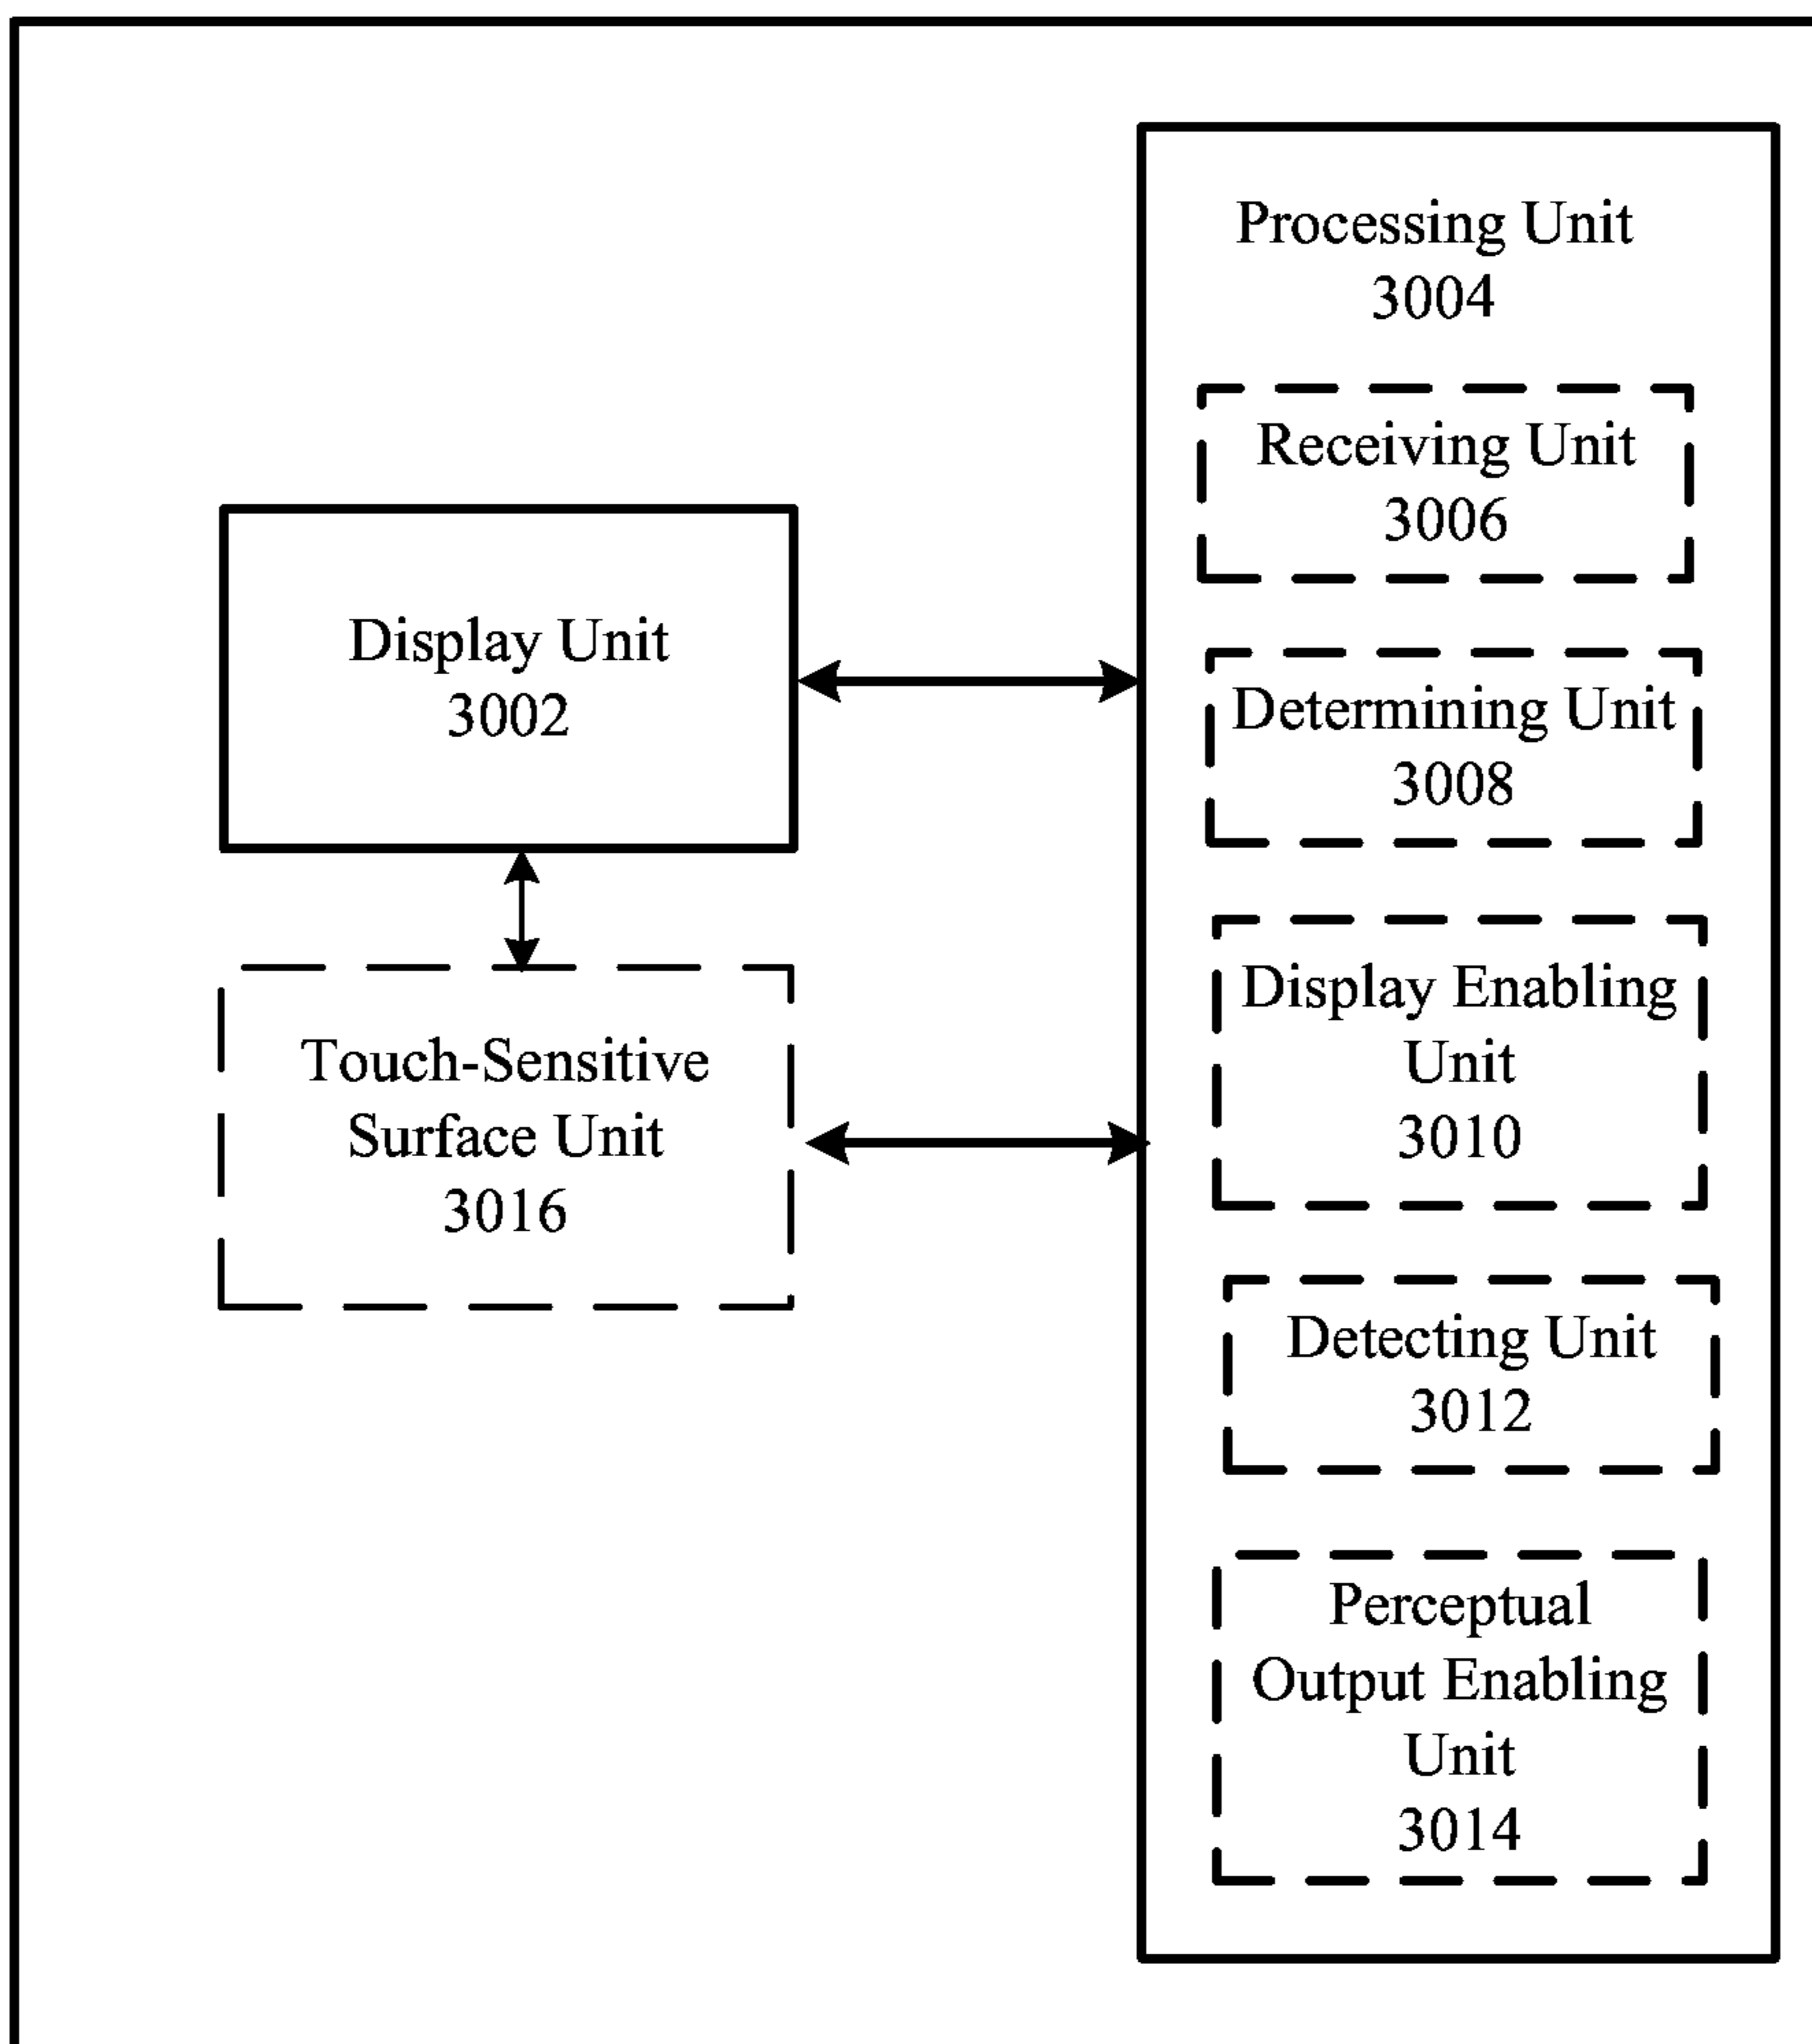 Display Unit
3002
Touch-Sensitive
Surface Unit
3016
Processing Unit
3004
Receiving Unit
3006
Determining Unit
3008
Display Enabling
Unit
3010
Detecting Unit
3012
Perceptual
Output Enabling
Unit
3014